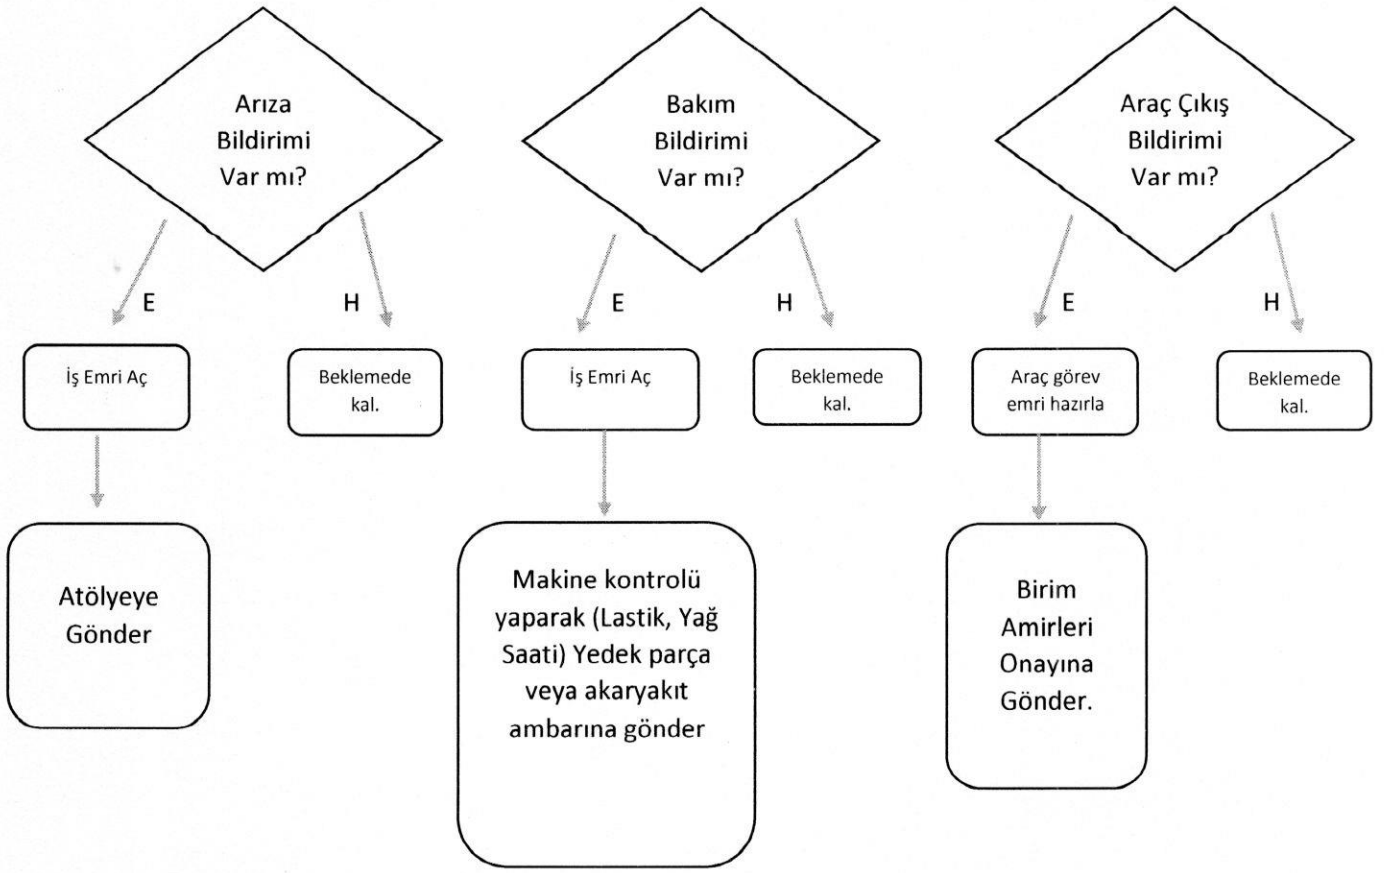 Arıza
Bildirimi
Var mı?
Bakım
Bildirimi
Var mı?
Araç Çıkış
Bildirimi
Var mı?
E
H
E
H
E
H
İş Emri Aç
Beklemede
kal.
İş Emri Aç
Beklemede
kal.
Araç görev
emri hazırla
Beklemede
kal.
Atölyeye
Gönder
Makine kontrolü
yaparak (Lastik, Yağ
Saati) Yedek parça
veya akaryakıt
ambarına gönder
Birim
Amirleri
Onayına
Gönder.